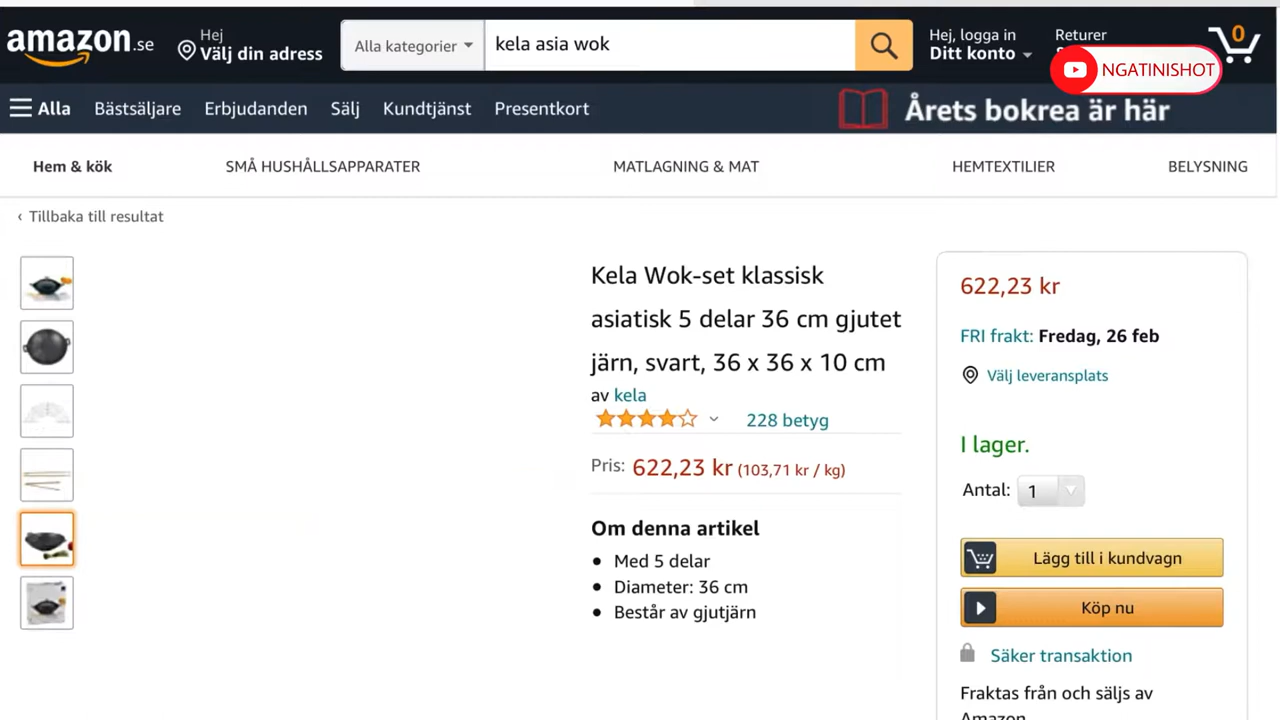 amazon.se
Hej
Välj din adress
Alla kategorier
kela asia wok
Hej, logga in
Ditt konto
Returer
0
NGATINISHOT
Alla
Bästsäljare
Erbjudanden
Sälj
Kundtjänst
Presentkort
Årets bokrea är här
Hem & kök
SMÅ HUSHÅLLSAPPARATER
MATLAGNING & MAT
HEMTEXTILIER
BELYSNING
‹ Tillbaka till resultat
Kela Wok-set klassisk
asiatisk 5 delar 36 cm gjutet
järn, svart, 36 x 36 x 10 cm
av kela
228 betyg
Pris: 622,23 kr (103,71 kr / kg)
Om denna artikel
• Med 5 delar
• Diameter: 36 cm
• Består av gjutjärn
622,23 kr
FRI frakt: Fredag, 26 feb
Välj leveransplats
I lager.
Antal: 1
Lägg till i kundvagn
Köp nu
Säker transaktion
Fraktas från och säljs av
Amazon